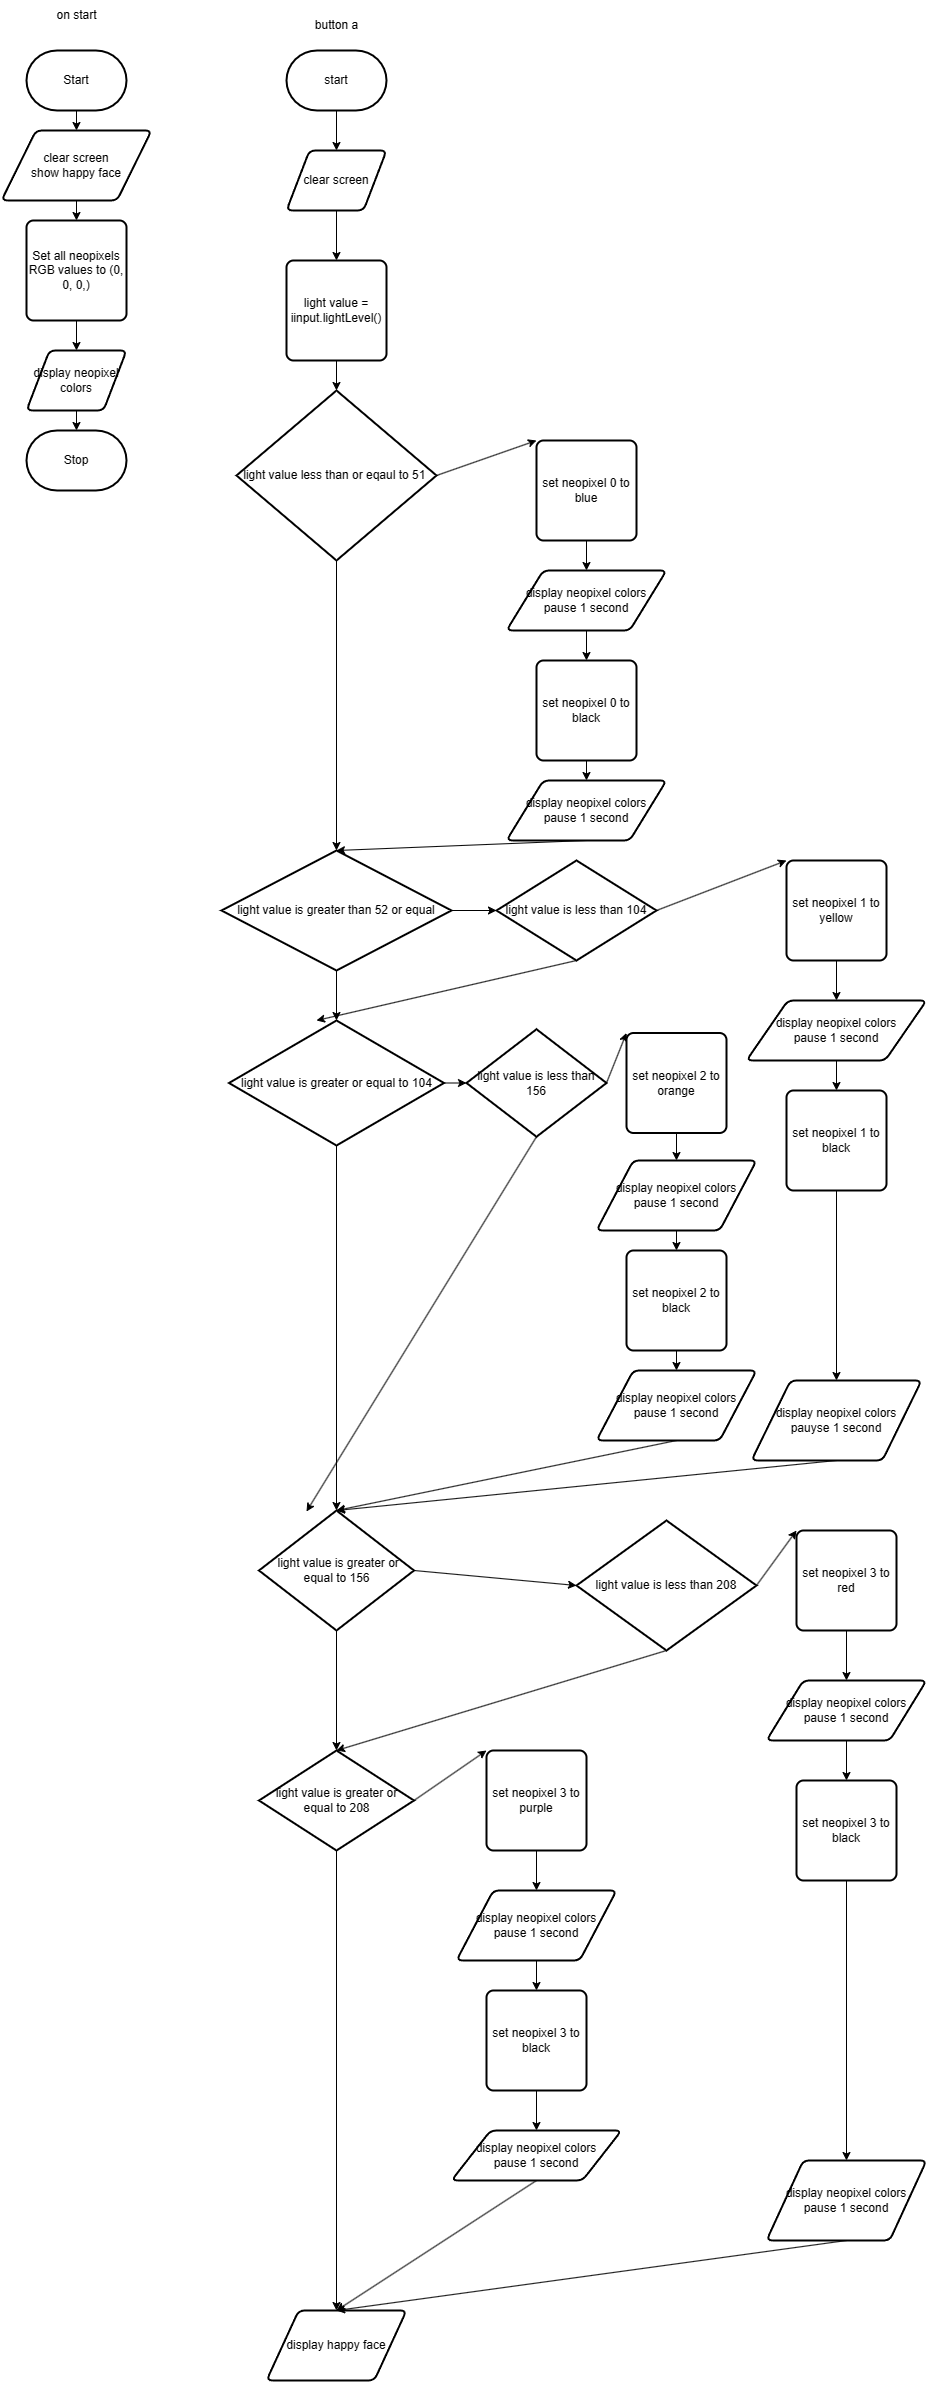 on start
Start
clear screen
show happy face
Set all neopixels
RGB values to (0,
0, 0,)
display neopixel
colors
Stop
button a
start
clear screen
light value =
iinput.lightLevel()
light value less than or eqaul to 51
set neopixel 0 to
blue
display neopixel colors
pause 1 second
set neopixel 0 to
black
display neopixel colors
pause 1 second
light value is greater than 52 or equal
light value is less than 104
set neopixel 1 to
yellow
display neopixel colors
pause 1 second
set neopixel 1 to
black
display neopixel colors
pauyse 1 second
light value is greater or equal to 104
light value is less than
156
set neopixel 2 to
orange
display neopixel colors
pause 1 second
set neopixel 2 to
black
display neopixel colors
pause 1 second
light value is greater or
equal to 156
light value is less than 208
set neopixel 3 to
red
display neopixel colors
pause 1 second
set neopixel 3 to
black
display neopixel colors
pause 1 second
light value is greater or
equal to 208
set neopixel 3 to
purple
display neopixel colors
pause 1 second
set neopixel 3 to
black
display neopixel colors
pause 1 second
display happy face